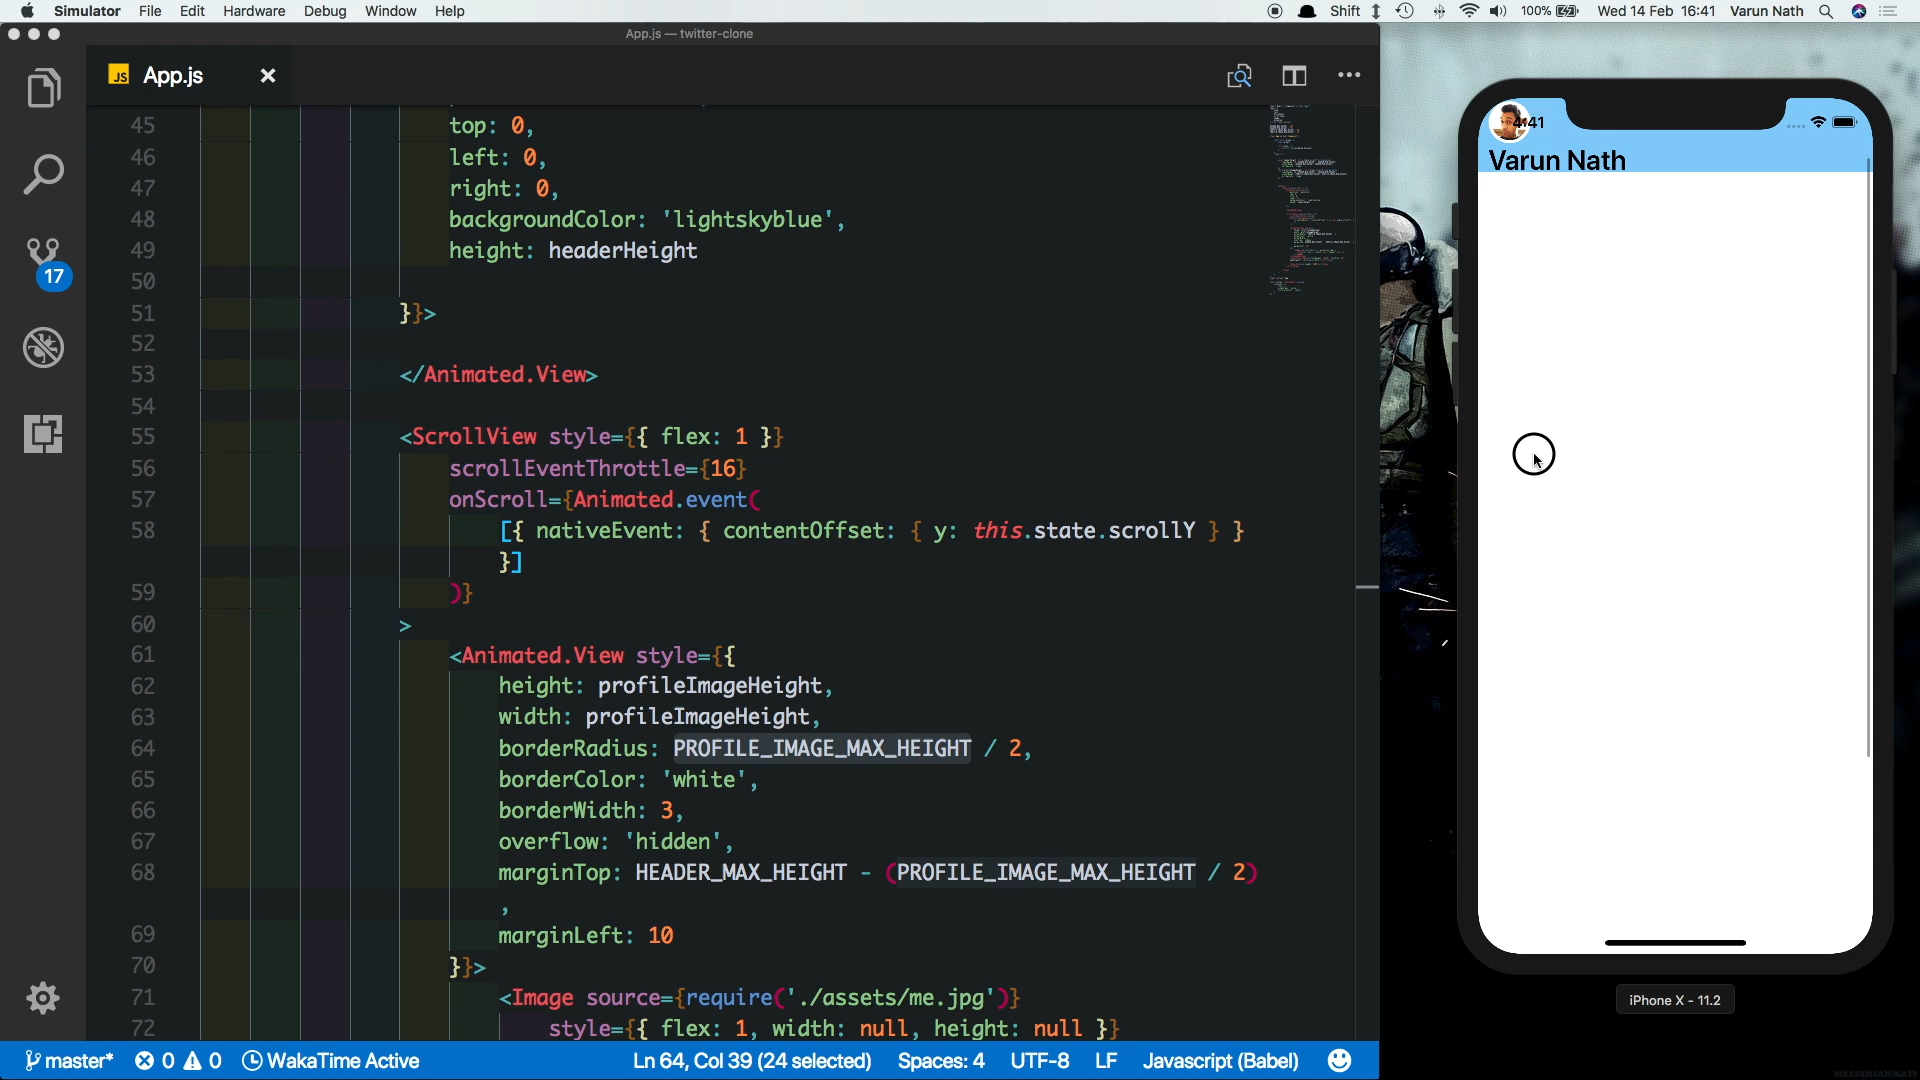 Simulator File Edit Hardware Debug Window Help
Shift 100% Wed 14 Feb 16:41 Varun Nath
App.js — twitter-clone
JS App.js
17
45 top: 0,
46 left: 0,
47 right: 0,
48 backgroundColor: 'lightskyblue',
49 height: headerHeight
50
51 }}>
52
53 </Animated.View>
54
55 <ScrollView style={{ flex: 1 }}
56 scrollEventThrottle={16}
57 onScroll={Animated.event(
58 [{ nativeEvent: { contentOffset: { y: this.state.scrollY } }
}]
59 )}
60 >
61 <Animated.View style={{
62 height: profileImageHeight,
63 width: profileImageHeight,
64 borderRadius: PROFILE_IMAGE_MAX_HEIGHT / 2,
65 borderColor: 'white',
66 borderWidth: 3,
67 overflow: 'hidden',
68 marginTop: HEADER_MAX_HEIGHT - (PROFILE_IMAGE_MAX_HEIGHT / 2)
,
69 marginLeft: 10
70 }}>
71 <Image source={require('./assets/me.jpg')}
72 style={{ flex: 1, width: null, height: null }}
master* 0 0 WakaTime Active Ln 64, Col 39 (24 selected) Spaces: 4 UTF-8 LF Javascript (Babel)
4:41
Varun Nath
iPhone X - 11.2